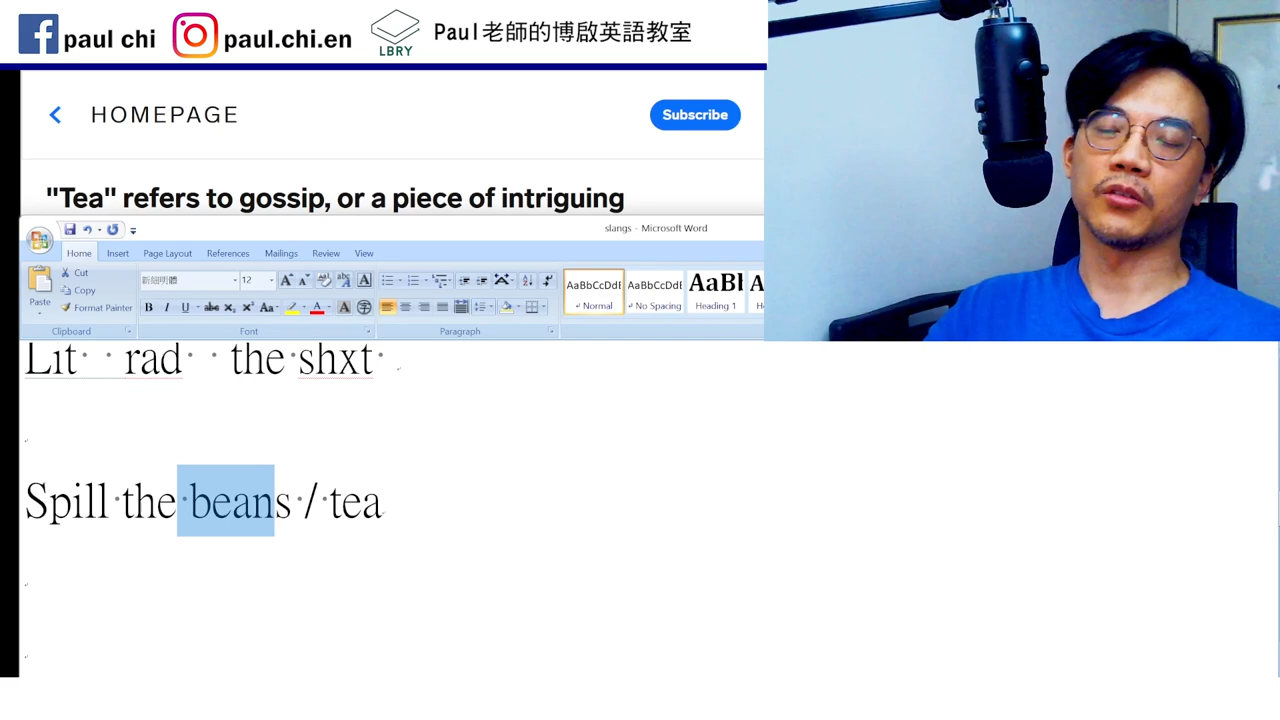 paul chi paul.chi.en LBRY Paul老師的博啟英語教室
HOMEPAGE
Subscribe
"Tea" refers to gossip, or a piece of intriguing
slangs - Microsoft Word
Home Insert Page Layout References Mailings Review View
Paste
Cut
Copy
Format Painter
Clipboard
新細明體 12
Font
Paragraph
AaBbCcDdE AaBbCcDdE AaBbC
Normal No Spacing Heading 1
Lit rad the shxt
Spill the beans / tea